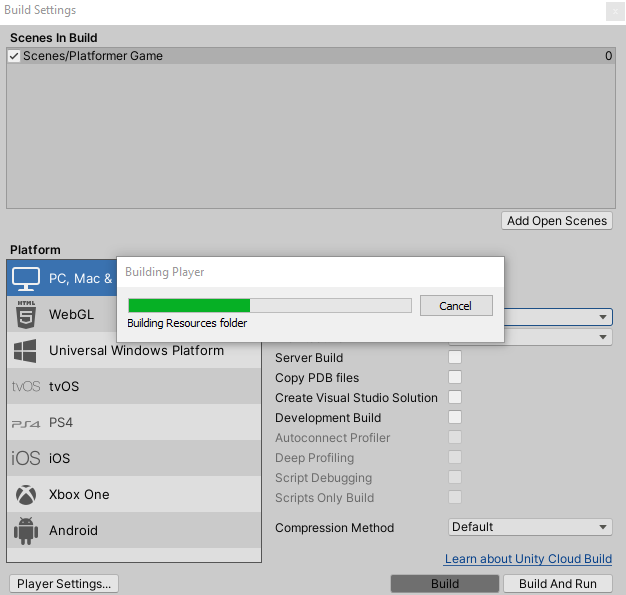 Build Settings
x
Scenes In Build
Scenes/Platformer Game 0
Add Open Scenes
Platform
PC, Mac &
Building Player
Cancel
Building Resources folder
HTML
5
WebGL
Universal Windows Platform
Server Build
Copy PDB files
tvOS tvOS
Create Visual Studio Solution
Development Build
PS4 PS4
Autoconnect Profiler
Deep Profiling
iOS iOS
Script Debugging
Scripts Only Build
Xbox One
Android
Compression Method Default
Learn about Unity Cloud Build
Player Settings...
Build
Build And Run